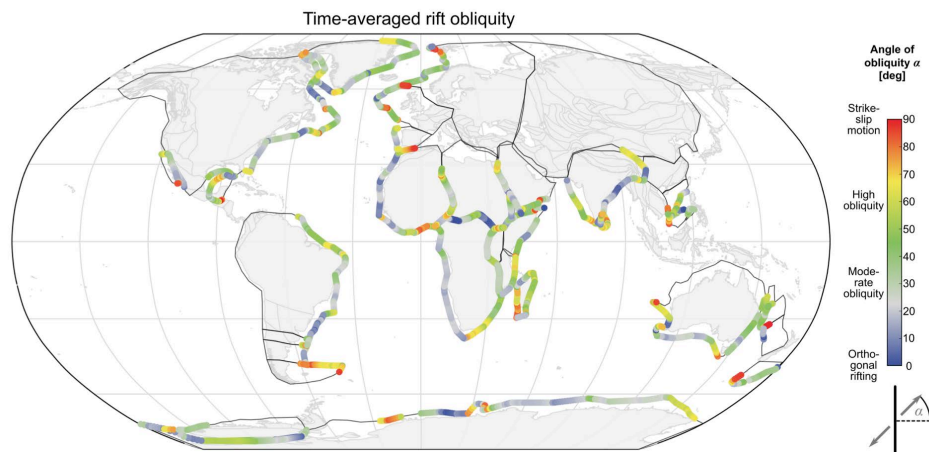 Time-averaged rift obliquity
Angle of
obliquity α
[deg]
Strike-
slip
motion
High
obliquity
Mode-
rate
obliquity
Ortho-
gonal
rifting
90
80
70
60
50
40
30
20
10
0
α